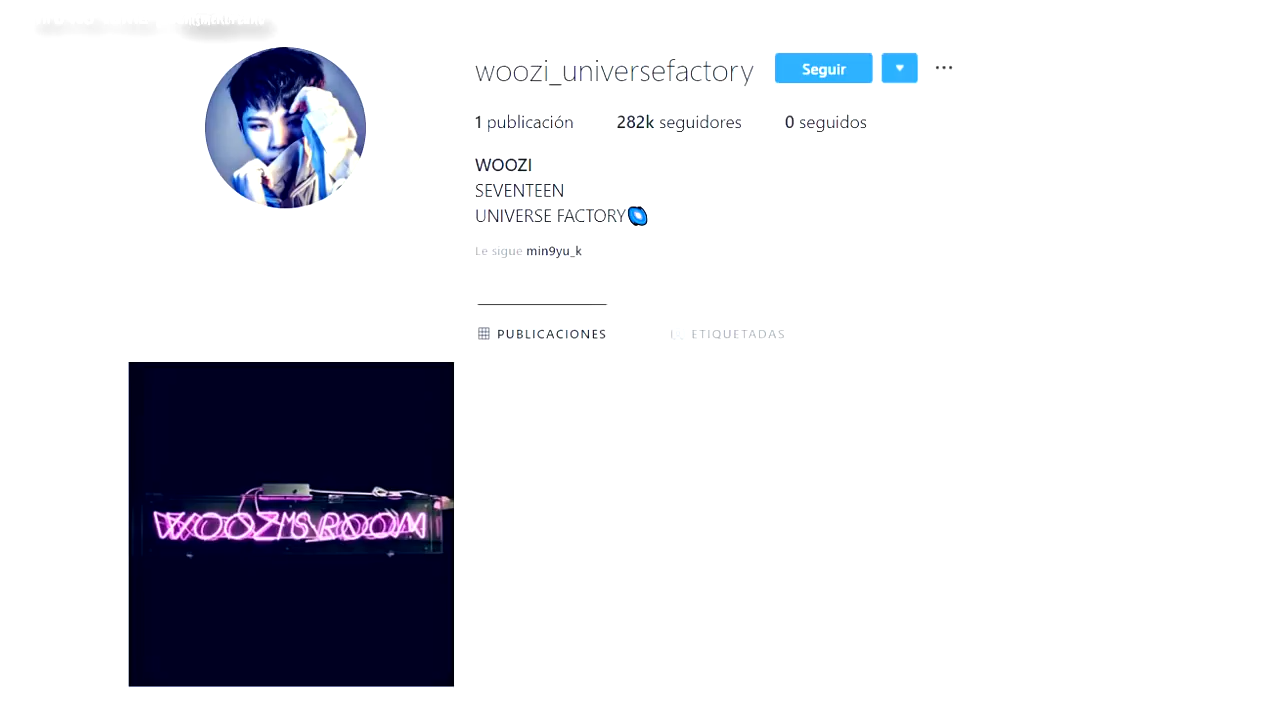 woozi_universefactory
Seguir
1 publicación 282k seguidores 0 seguidos
WOOZI
SEVENTEEN
UNIVERSE FACTORY
Le sigue min9yu_k
PUBLICACIONES ETIQUETADAS
WOOZI'S ROOM